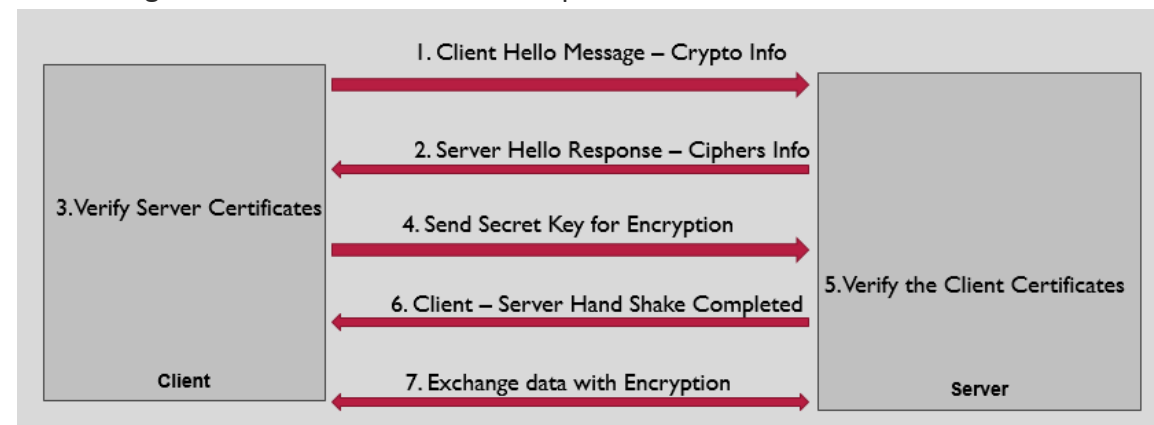 1. Client Hello Message – Crypto Info
2. Server Hello Response – Ciphers Info
3.Verify Server Certificates
4. Send Secret Key for Encryption
5.Verify the Client Certificates
6. Client – Server Hand Shake Completed
7. Exchange data with Encryption
Client
Server